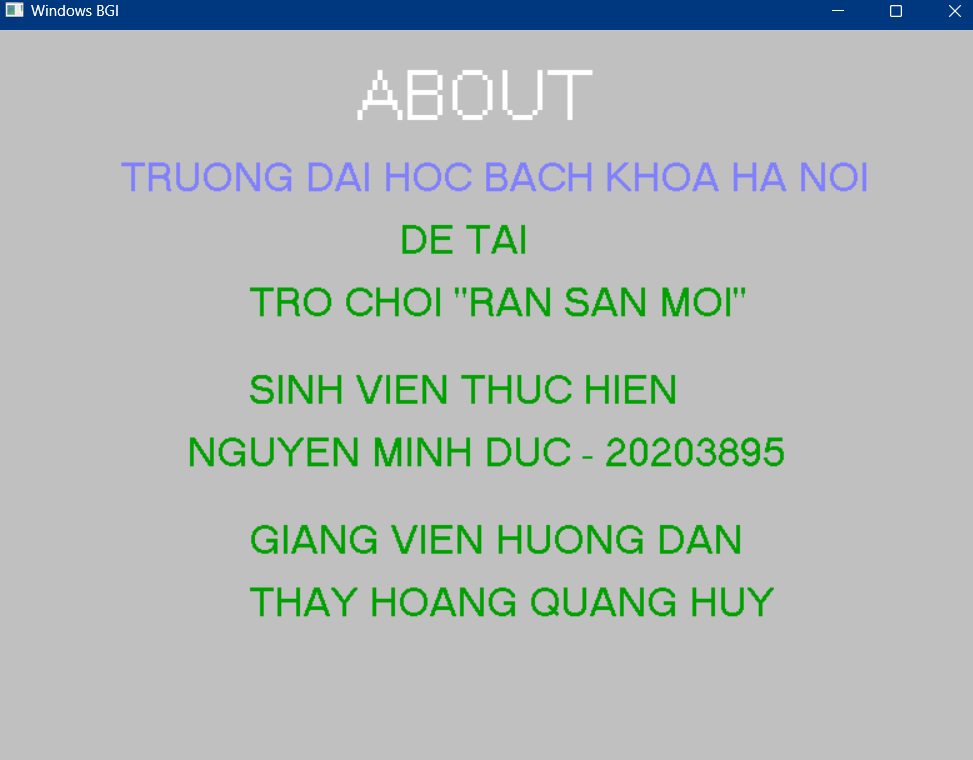 Windows BGI
ABOUT
TRUONG DAI HOC BACH KHOA HA NOI
DE TAI
TRO CHOI "RAN SAN MOI"
SINH VIEN THUC HIEN
NGUYEN MINH DUC - 20203895
GIANG VIEN HUONG DAN
THAY HOANG QUANG HUY